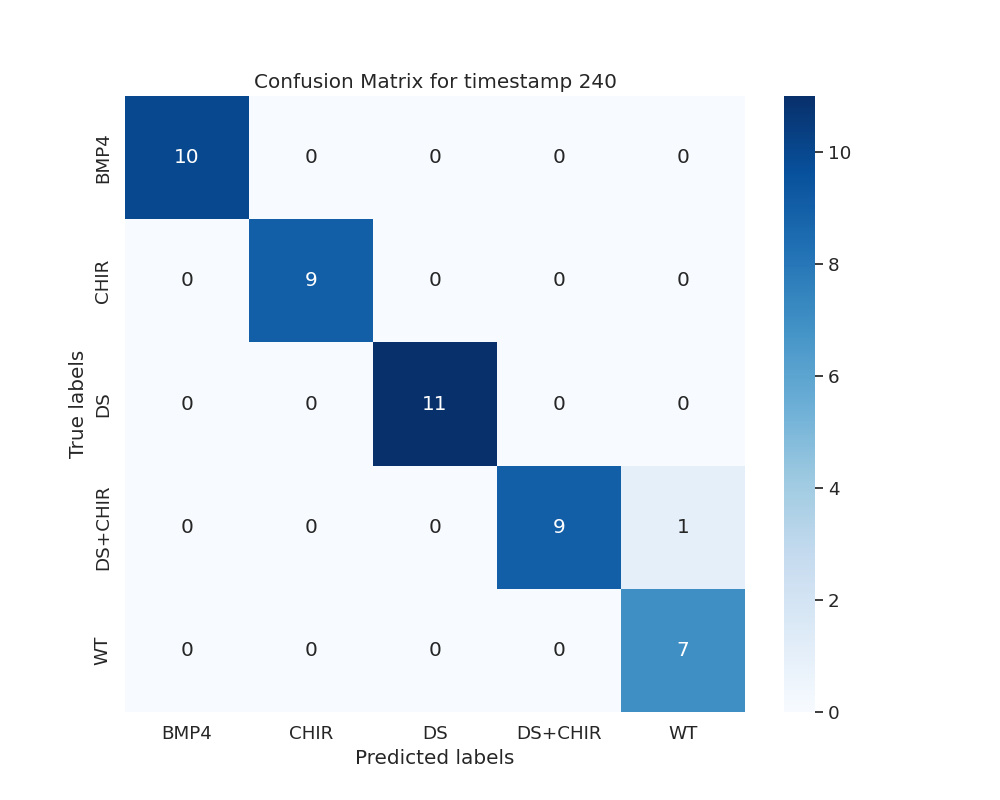 Confusion Matrix for timestamp 240
True labels
BMP4 10 0 0 0 0
CHIR 0 9 0 0 0
DS 0 0 11 0 0
DS+CHIR 0 0 0 9 1
WT 0 0 0 0 7
BMP4 CHIR DS DS+CHIR WT
Predicted labels
10
8
6
4
2
0